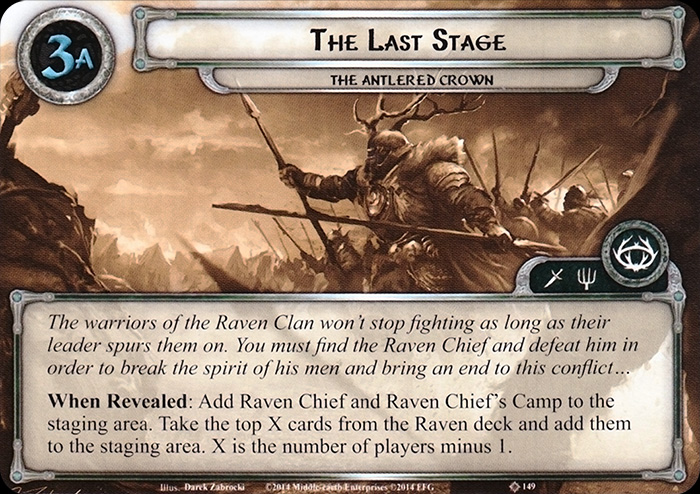 3A
THE LAST STAGE
THE ANTLERED CROWN
The warriors of the Raven Clan won't stop fighting as long as their
leader spurs them on. You must find the Raven Chief and defeat him in
order to break the spirit of his men and bring an end to this conflict...
When Revealed: Add Raven Chief and Raven Chief's Camp to the
staging area. Take the top X cards from the Raven deck and add them
to the staging area. X is the number of players minus 1.
Illus. Darek Zabrocki ©2014 Middle-earth Enterprises ©2014 FFG 149